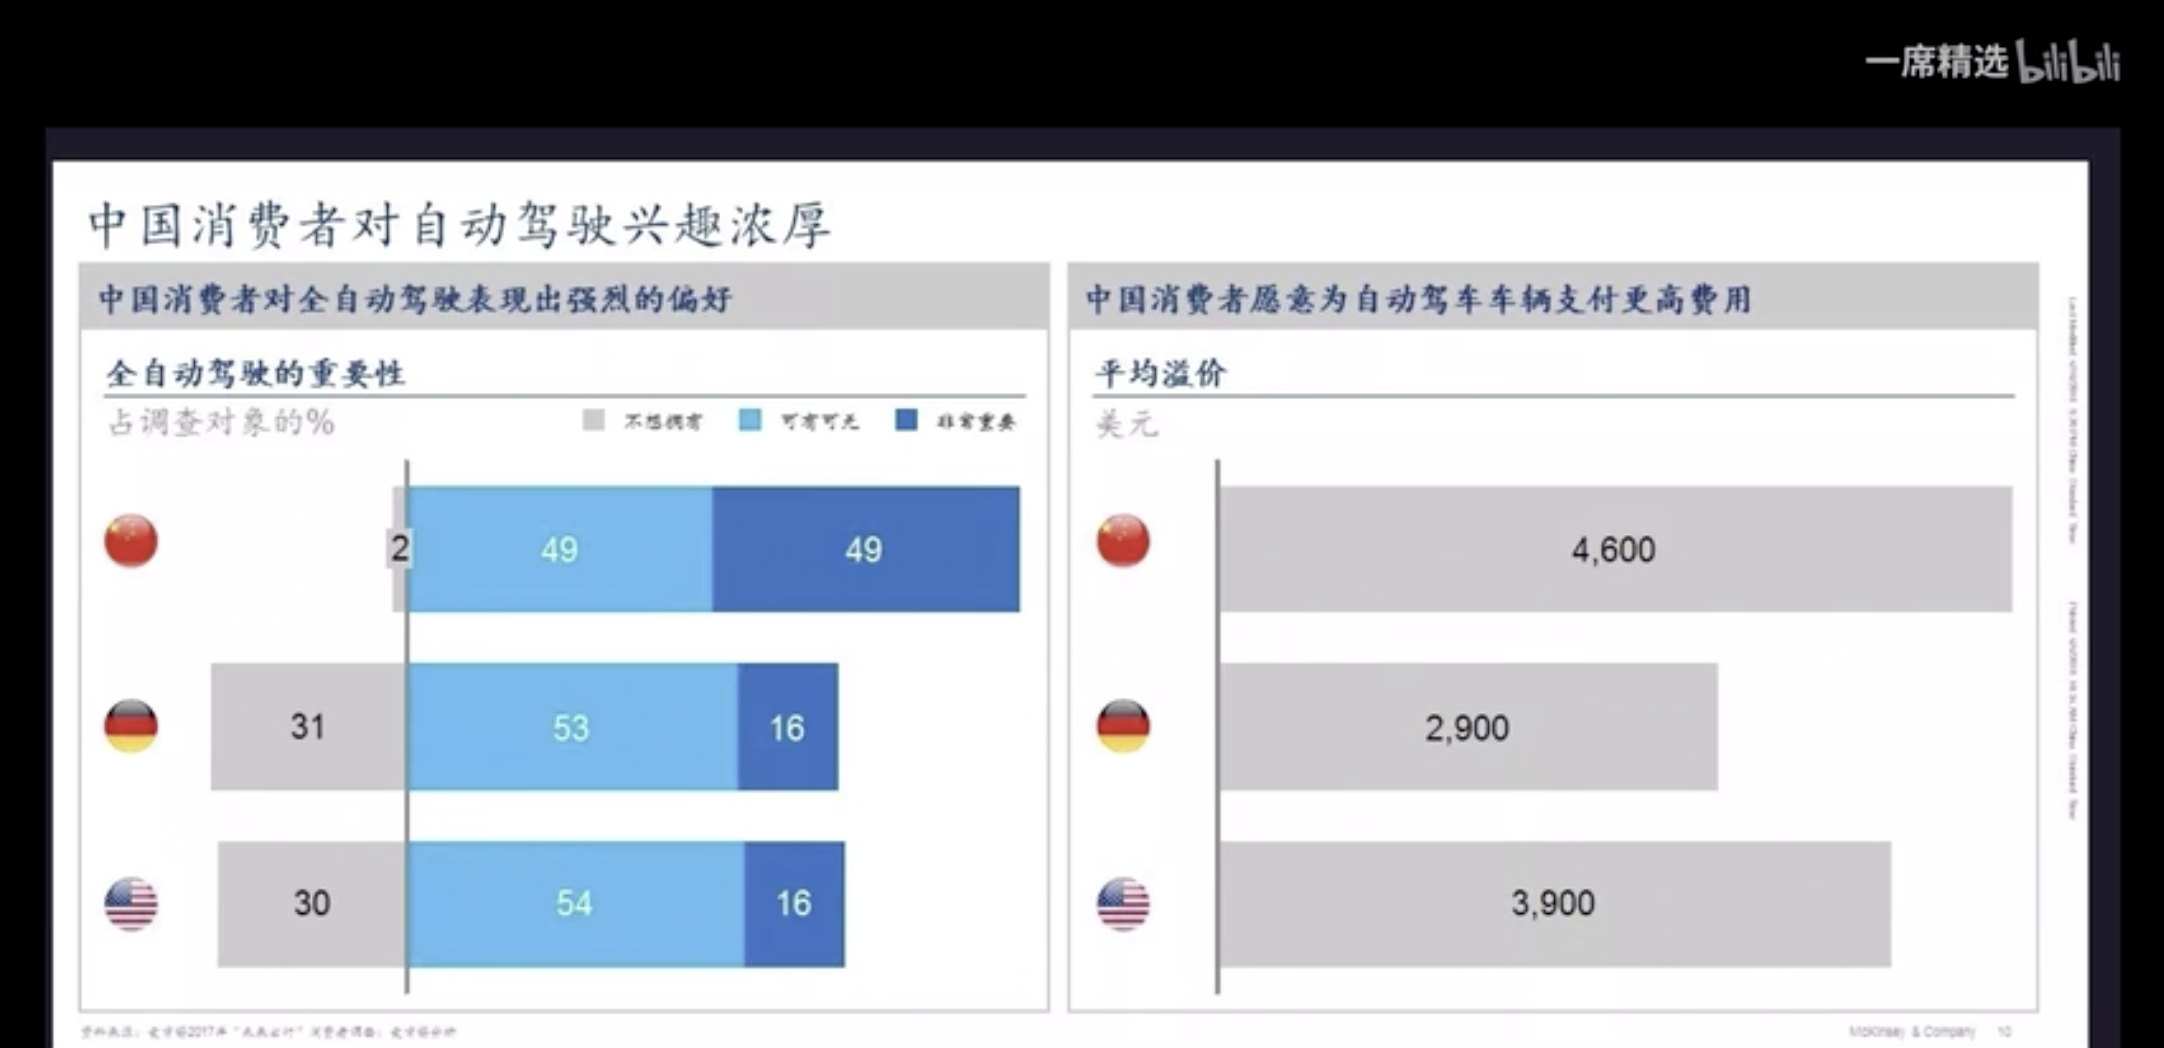 一席精选 bilibili
中国消费者对自动驾驶兴趣浓厚
中国消费者对全自动驾驶表现出强烈的偏好
全自动驾驶的重要性
占调查对象的%
不想拥有 可有可无 非常重要
2 49 49
31 53 16
30 54 16
中国消费者愿意为自动驾车车辆支付更高费用
平均溢价
美元
4,600
2,900
3,900
资料来源：麦肯锡2017年“未来出行”消费者调查；麦肯锡分析
McKinsey & Company 10